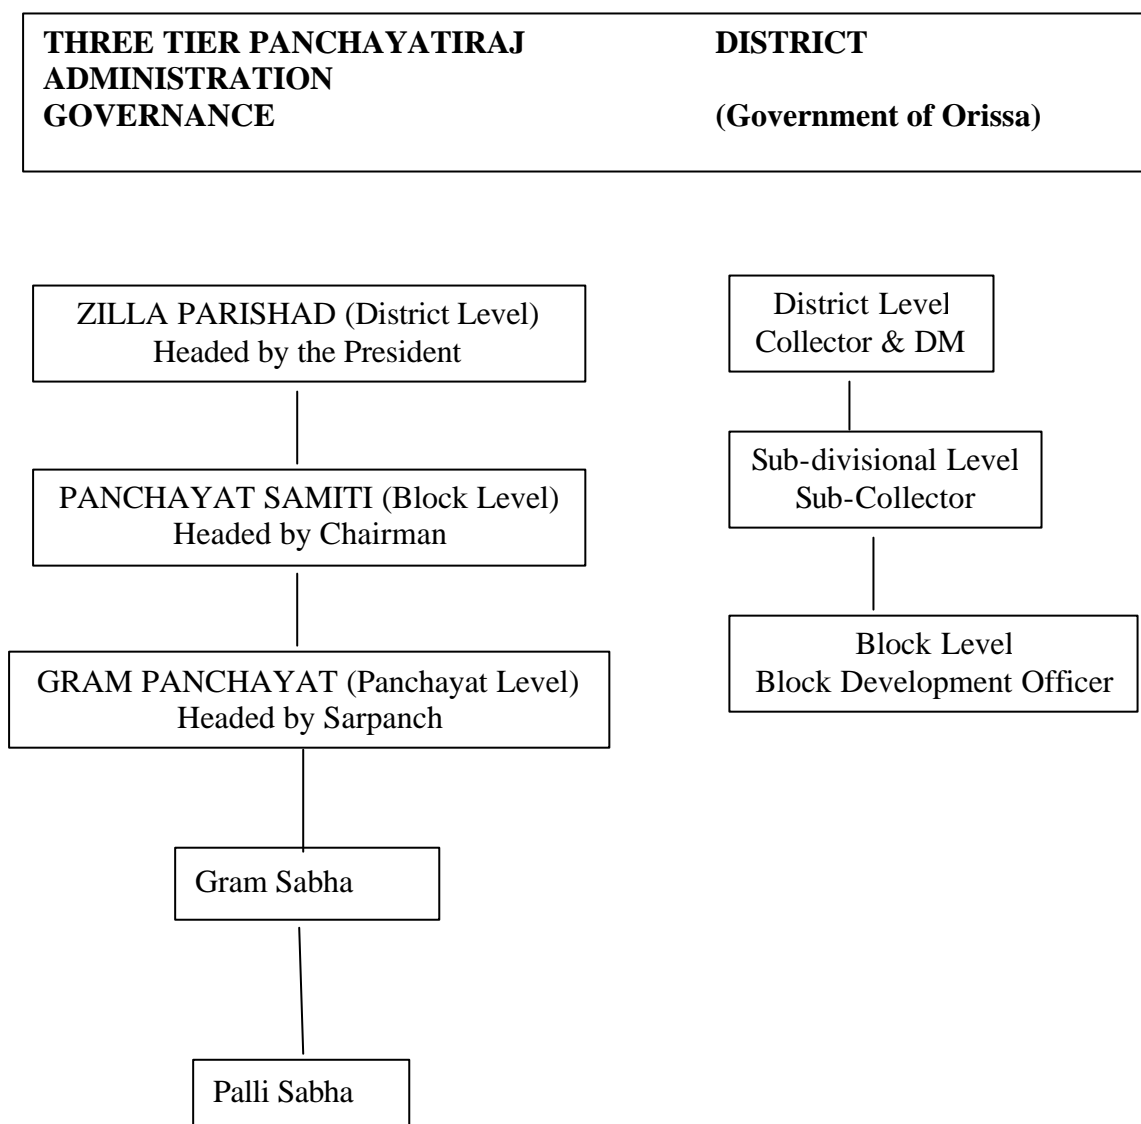 THREE TIER PANCHAYATIRAJ DISTRICT
ADMINISTRATION
GOVERNANCE (Government of Orissa)
ZILLA PARISHAD (District Level)
Headed by the President
District Level
Collector & DM
PANCHAYAT SAMITI (Block Level)
Headed by Chairman
Sub-divisional Level
Sub-Collector
GRAM PANCHAYAT (Panchayat Level)
Headed by Sarpanch
Block Level
Block Development Officer
Gram Sabha
Palli Sabha